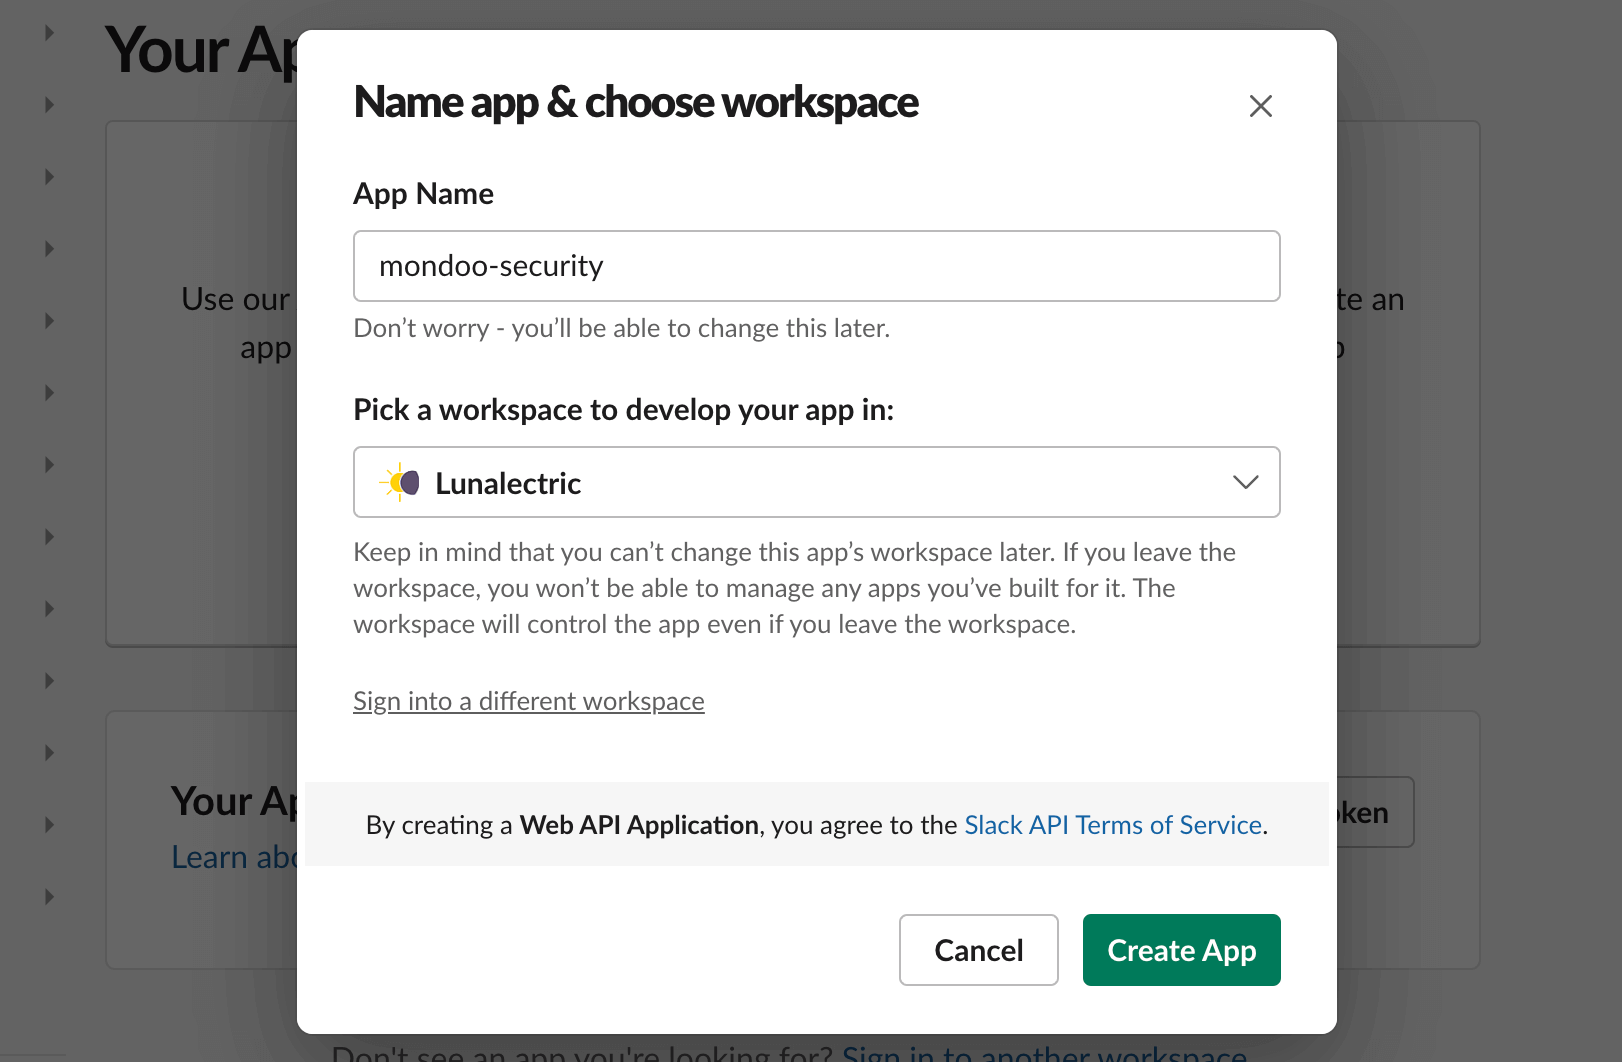 Your Ap
Name app & choose workspace
App Name
mondoo-security
Use our
te an
Don’t worry - you’ll be able to change this later.
app
Pick a workspace to develop your app in:
Lunalectric
Keep in mind that you can’t change this app’s workspace later. If you leave the
workspace, you won’t be able to manage any apps you’ve built for it. The
workspace will control the app even if you leave the workspace.
Sign into a different workspace
Your Ap
oken
By creating a Web API Application, you agree to the Slack API Terms of Service.
Learn abo
Cancel
Create App
Don't see an app you're looking for? Sign in to another workspace